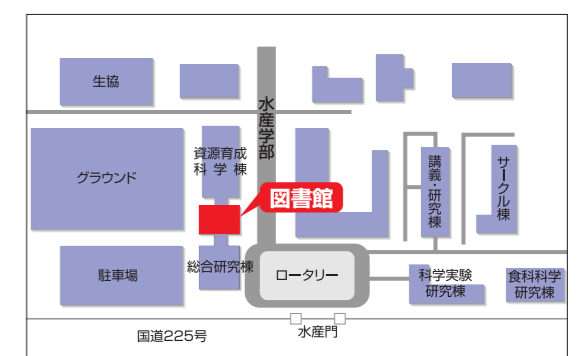 生協
水産学部
資源育成
科学棟
グラウンド
図書館
講義・研究棟
サークル棟
駐車場
総合研究棟
ロータリー
科学実験
研究棟
食料科学
研究棟
国道225号
水産門